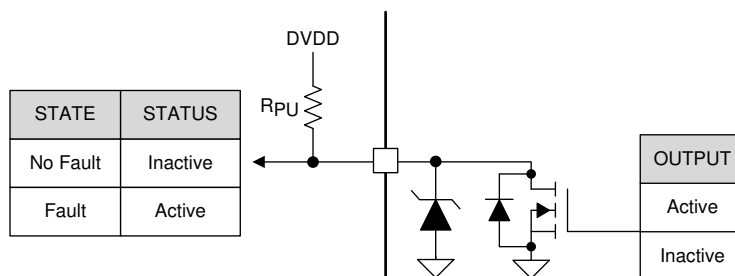 DVDD
RPU
STATE STATUS
No Fault Inactive
Fault Active
OUTPUT
Active
Inactive